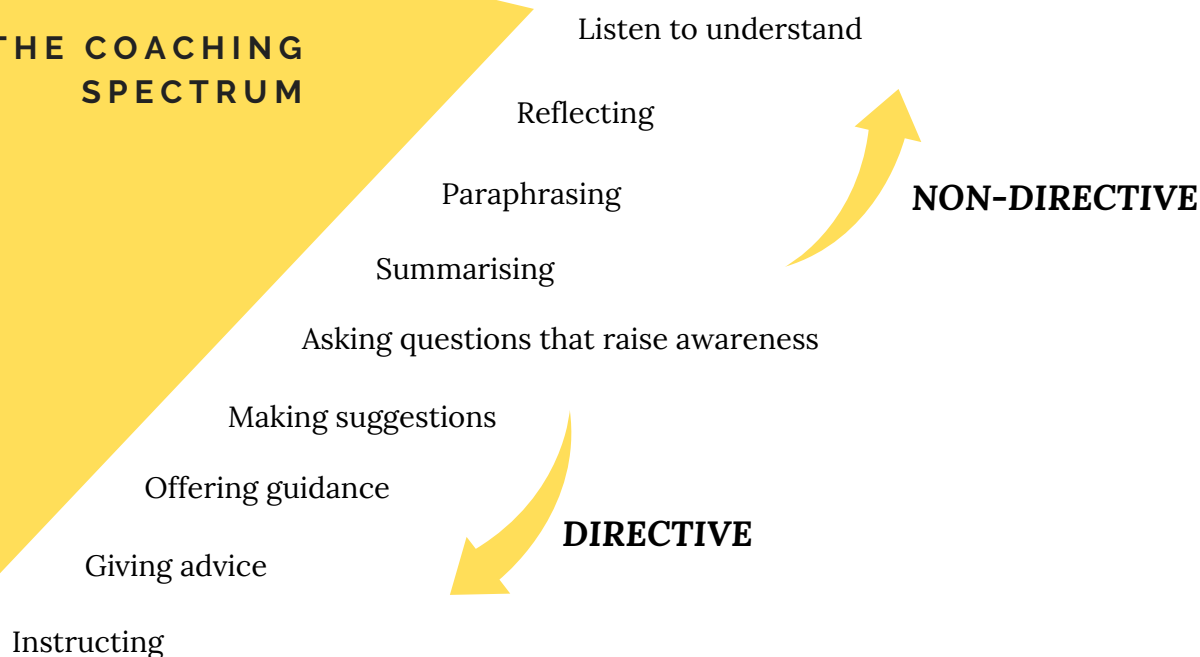 THE COACHING
SPECTRUM
Listen to understand
Reflecting
Paraphrasing
NON-DIRECTIVE
Summarising
Asking questions that raise awareness
Making suggestions
Offering guidance
DIRECTIVE
Giving advice
Instructing